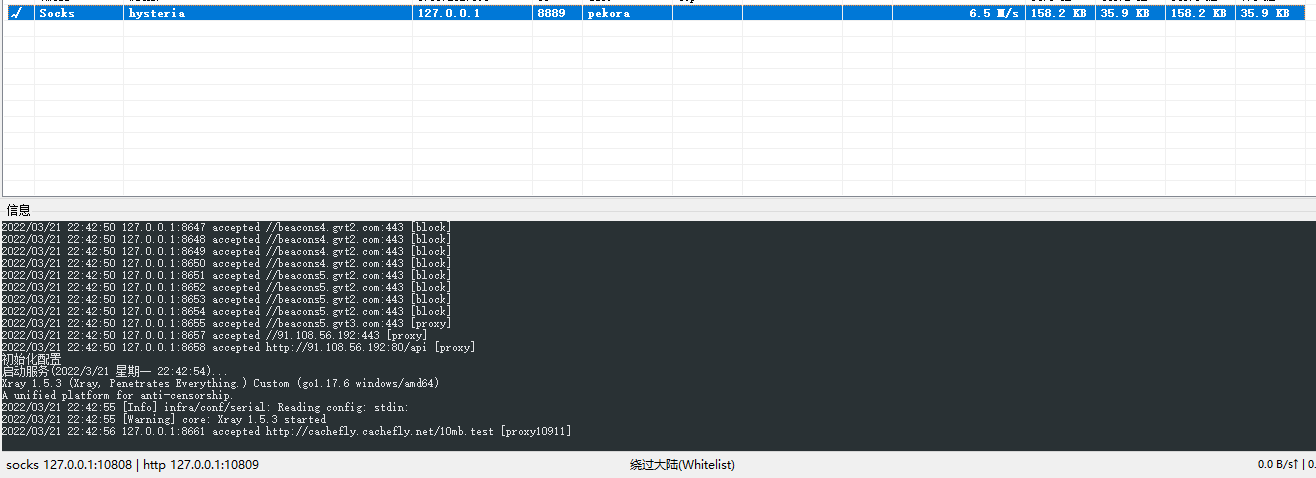 Socks hysteria 127.0.0.1 8889 pekora 6.5 M/s 158.2 KB 35.9 KB 158.2 KB 35.9 KB
信息
2022/03/21 22:42:50 127.0.0.1:8647 accepted //beacons4.gvt2.com:443 [block]
2022/03/21 22:42:50 127.0.0.1:8648 accepted //beacons4.gvt2.com:443 [block]
2022/03/21 22:42:50 127.0.0.1:8649 accepted //beacons4.gvt2.com:443 [block]
2022/03/21 22:42:50 127.0.0.1:8650 accepted //beacons4.gvt2.com:443 [block]
2022/03/21 22:42:50 127.0.0.1:8651 accepted //beacons5.gvt2.com:443 [block]
2022/03/21 22:42:50 127.0.0.1:8652 accepted //beacons5.gvt2.com:443 [block]
2022/03/21 22:42:50 127.0.0.1:8653 accepted //beacons5.gvt2.com:443 [block]
2022/03/21 22:42:50 127.0.0.1:8654 accepted //beacons5.gvt2.com:443 [block]
2022/03/21 22:42:50 127.0.0.1:8655 accepted //beacons5.gvt3.com:443 [proxy]
2022/03/21 22:42:50 127.0.0.1:8657 accepted //91.108.56.192:443 [proxy]
2022/03/21 22:42:50 127.0.0.1:8658 accepted http://91.108.56.192:80/api [proxy]
初始化配置
启动服务(2022/3/21 星期一 22:42:54)...
Xray 1.5.3 (Xray, Penetrates Everything.) Custom (go1.17.6 windows/amd64)
A unified platform for anti-censorship.
2022/03/21 22:42:55 [Info] infra/conf/serial: Reading config: stdin:
2022/03/21 22:42:55 [Warning] core: Xray 1.5.3 started
2022/03/21 22:42:56 127.0.0.1:8661 accepted http://cachefly.cachefly.net/10mb.test [proxy10911]
socks 127.0.0.1:10808 | http 127.0.0.1:10809 绕过大陆(Whitelist) 0.0 B/s↑ | 0.